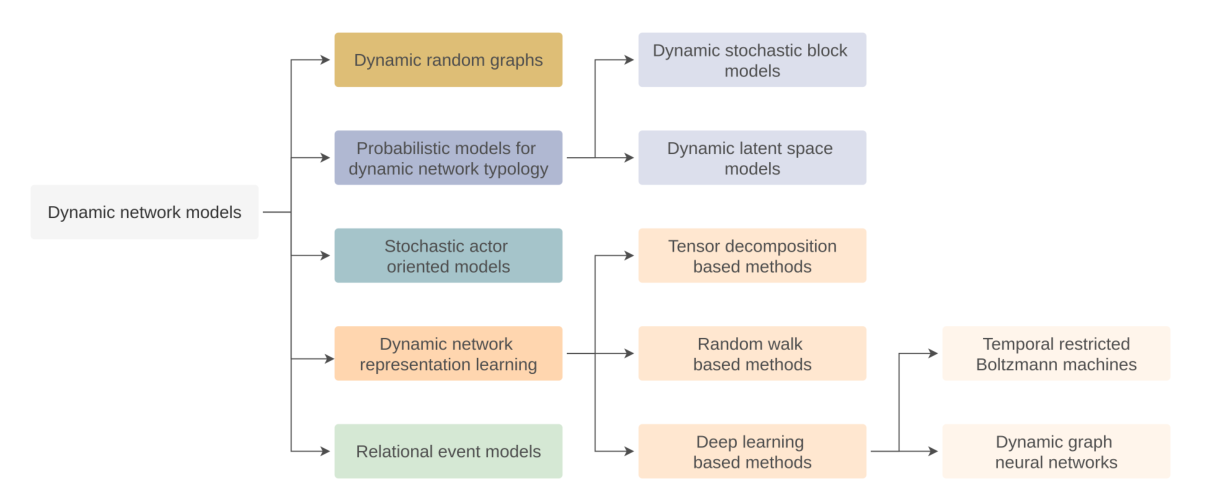 Dynamic network models
Dynamic random graphs
Probabilistic models for
dynamic network typology
Dynamic stochastic block
models
Dynamic latent space
models
Stochastic actor
oriented models
Dynamic network
representation learning
Tensor decomposition
based methods
Random walk
based methods
Deep learning
based methods
Temporal restricted
Boltzmann machines
Dynamic graph
neural networks
Relational event models